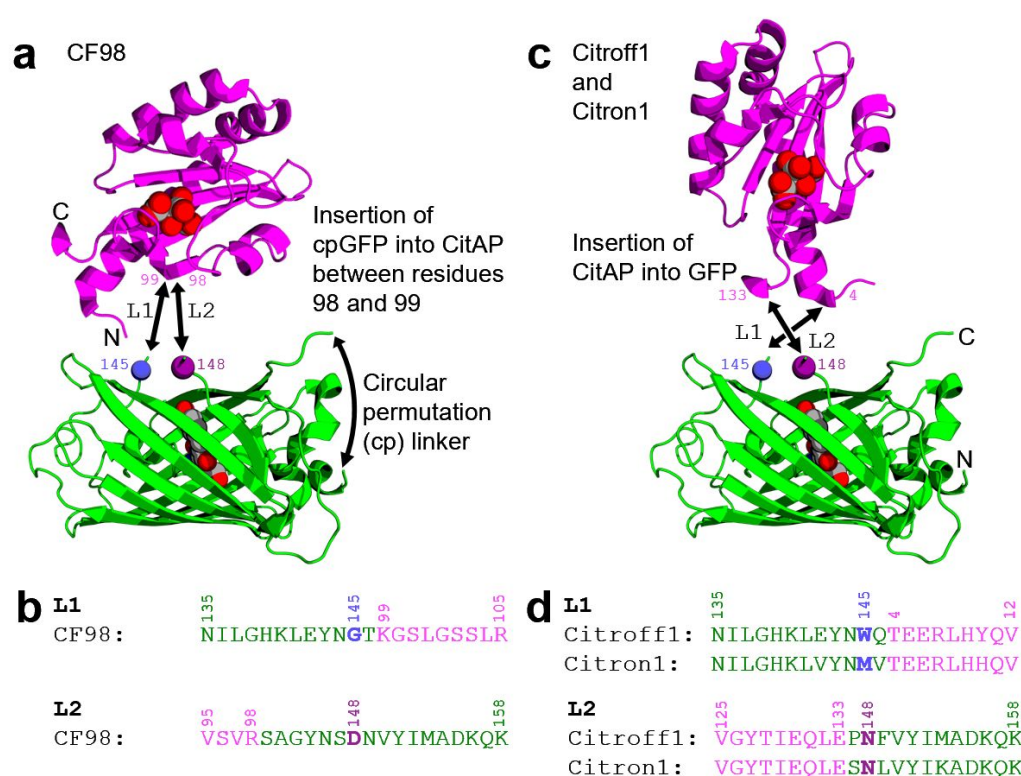 a CF98
C
N
99 98
L1 L2
145 148
Insertion of
cpGFP into CitAP
between residues
98 and 99
Circular
permutation
(cp) linker
c Citroff1
and
Citron1
Insertion of
CitAP into GFP
133 4
L1 L2
145 148
C
N
b L1
135 145 99 105
CF98: NILGHKLEYNGTKGSLGSSLR
L2
95 98 148 158
CF98: VSVRSAGYNSDNVYIMADKQK
d L1
135 145 4 12
Citroff1: NILGHKLEYNWQTEERLHYQV
Citron1: NILGHKLVYNMVTEERLHHQV
L2
125 133 148 158
Citroff1: VGYTIEQLEPNFVYIMADKQK
Citron1: VGYTIEQLESNLVYIKADKQK